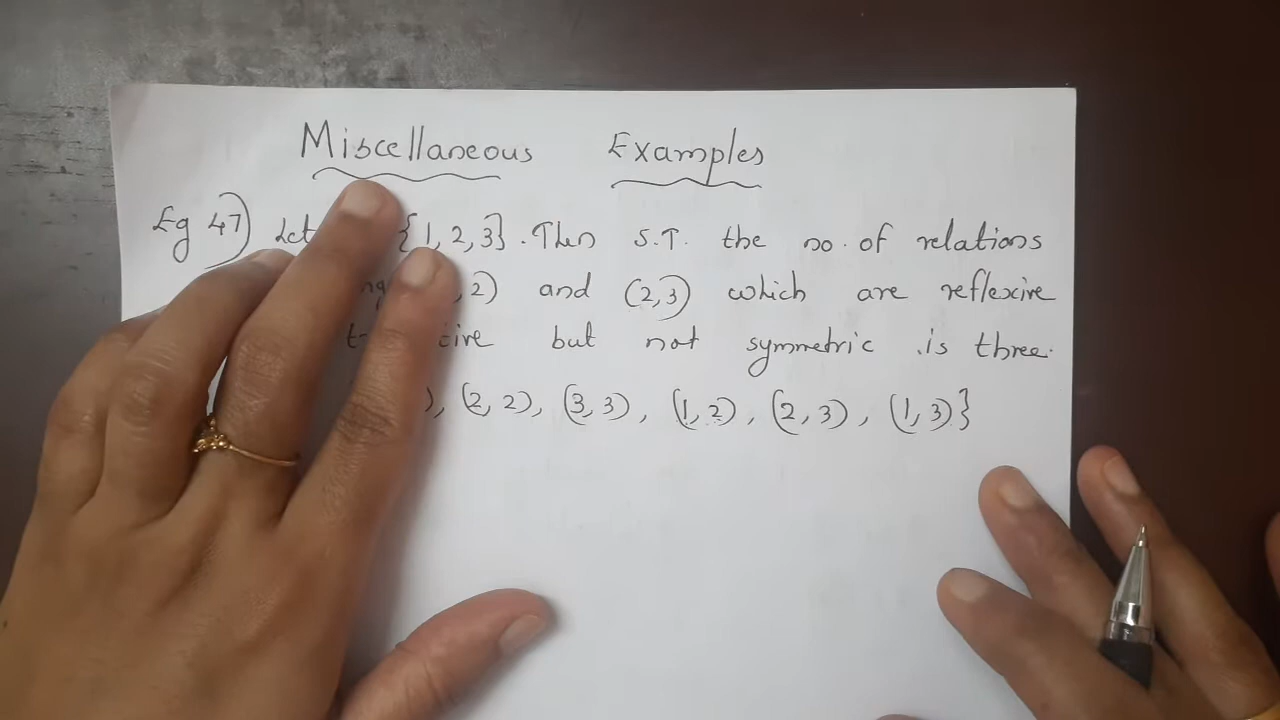 Miscellaneous Examples
Eg 47) Let {1, 2, 3}. Then S.T. the no. of relations
, 2) and (2, 3) which are reflexive
but not symmetric is three.
), (2, 2), (3, 3), (1, 2), (2, 3), (1, 3)}